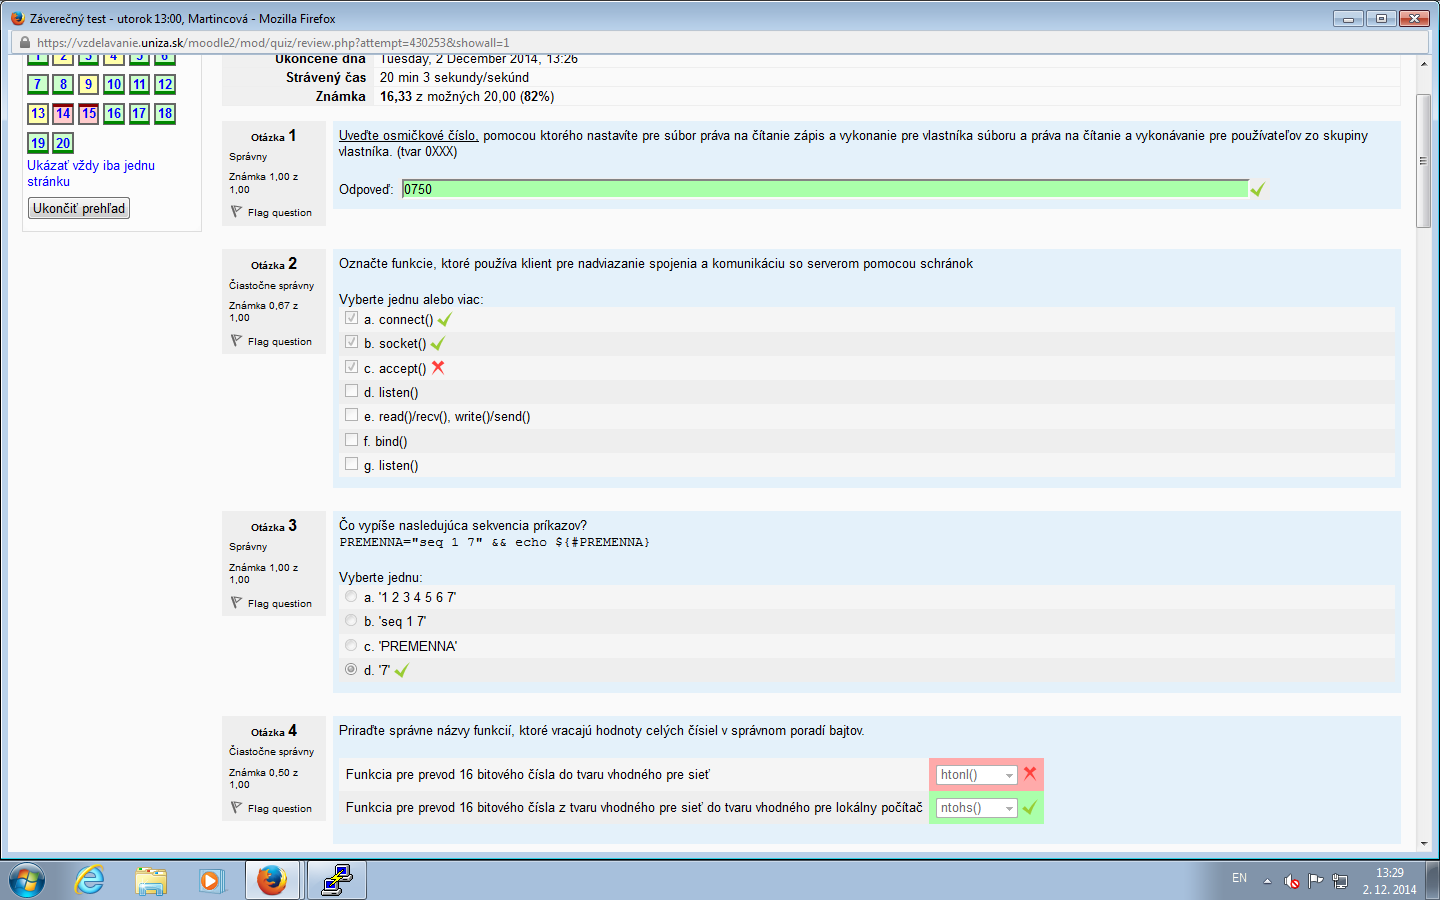 Záverečný test - utorok 13:00, Martincová - Mozilla Firefox
https://vzdelavanie.uniza.sk/moodle2/mod/quiz/review.php?attempt=430253&showall=1
1 2 3 4 5 6
7 8 9 10 11 12
13 14 15 16 17 18
19 20
Ukázať vždy iba jednu
stránku
Ukončiť prehľad
Ukončené dňa Tuesday, 2 December 2014, 13:26
Strávený čas 20 min 3 sekundy/sekúnd
Známka 16,33 z možných 20,00 (82%)
Otázka 1
Správny
Známka 1,00 z
1,00
Flag question
Uveďte osmičkové číslo, pomocou ktorého nastavíte pre súbor práva na čítanie zápis a vykonanie pre vlastníka súboru a práva na čítanie a vykonávanie pre používateľov zo skupiny
vlastníka. (tvar 0XXX)
Odpoveď: 0750
Otázka 2
Čiastočne správny
Známka 0,67 z
1,00
Flag question
Označte funkcie, ktoré používa klient pre nadviazanie spojenia a komunikáciu so serverom pomocou schránok
Vyberte jednu alebo viac:
a. connect()
b. socket()
c. accept()
d. listen()
e. read()/recv(), write()/send()
f. bind()
g. listen()
Otázka 3
Správny
Známka 1,00 z
1,00
Flag question
Čo vypíše nasledujúca sekvencia príkazov?
PREMENNA="seq 1 7" && echo ${#PREMENNA}
Vyberte jednu:
a. '1 2 3 4 5 6 7'
b. 'seq 1 7'
c. 'PREMENNA'
d. '7'
Otázka 4
Čiastočne správny
Známka 0,50 z
1,00
Flag question
Priraďte správne názvy funkcií, ktoré vracajú hodnoty celých čísiel v správnom poradí bajtov.
Funkcia pre prevod 16 bitového čísla do tvaru vhodného pre sieť htonl()
Funkcia pre prevod 16 bitového čísla z tvaru vhodného pre sieť do tvaru vhodného pre lokálny počítač ntohs()
EN
13:29
2. 12. 2014